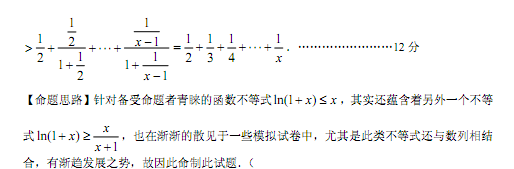 $> \frac{1}{2} + \frac{\frac{1}{2}}{1+\frac{1}{2}} + \cdots + \frac{\frac{1}{x-1}}{1+\frac{1}{x-1}} = \frac{1}{2} + \frac{1}{3} + \frac{1}{4} + \cdots + \frac{1}{x}$．……………………12 分
【命题思路】针对备受命题者青睐的函数不等式$\ln(1+x) \leq x$，其实还蕴含着另外一个不等
式$\ln(1+x) \geq \frac{x}{x+1}$，也在渐渐的散见于一些模拟试卷中，尤其是此类不等式还与数列相结
合，有渐趋发展之势，故因此命制此试题．（